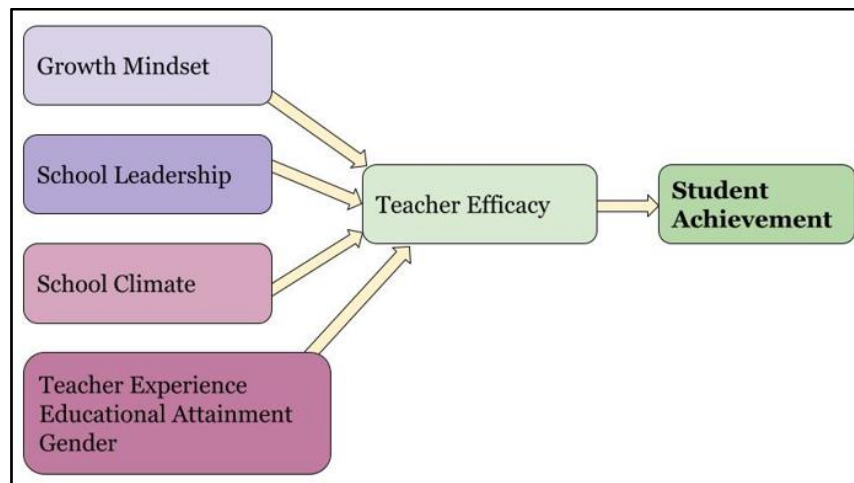 Growth Mindset
School Leadership
School Climate
Teacher Experience
Educational Attainment
Gender
Teacher Efficacy
Student
Achievement